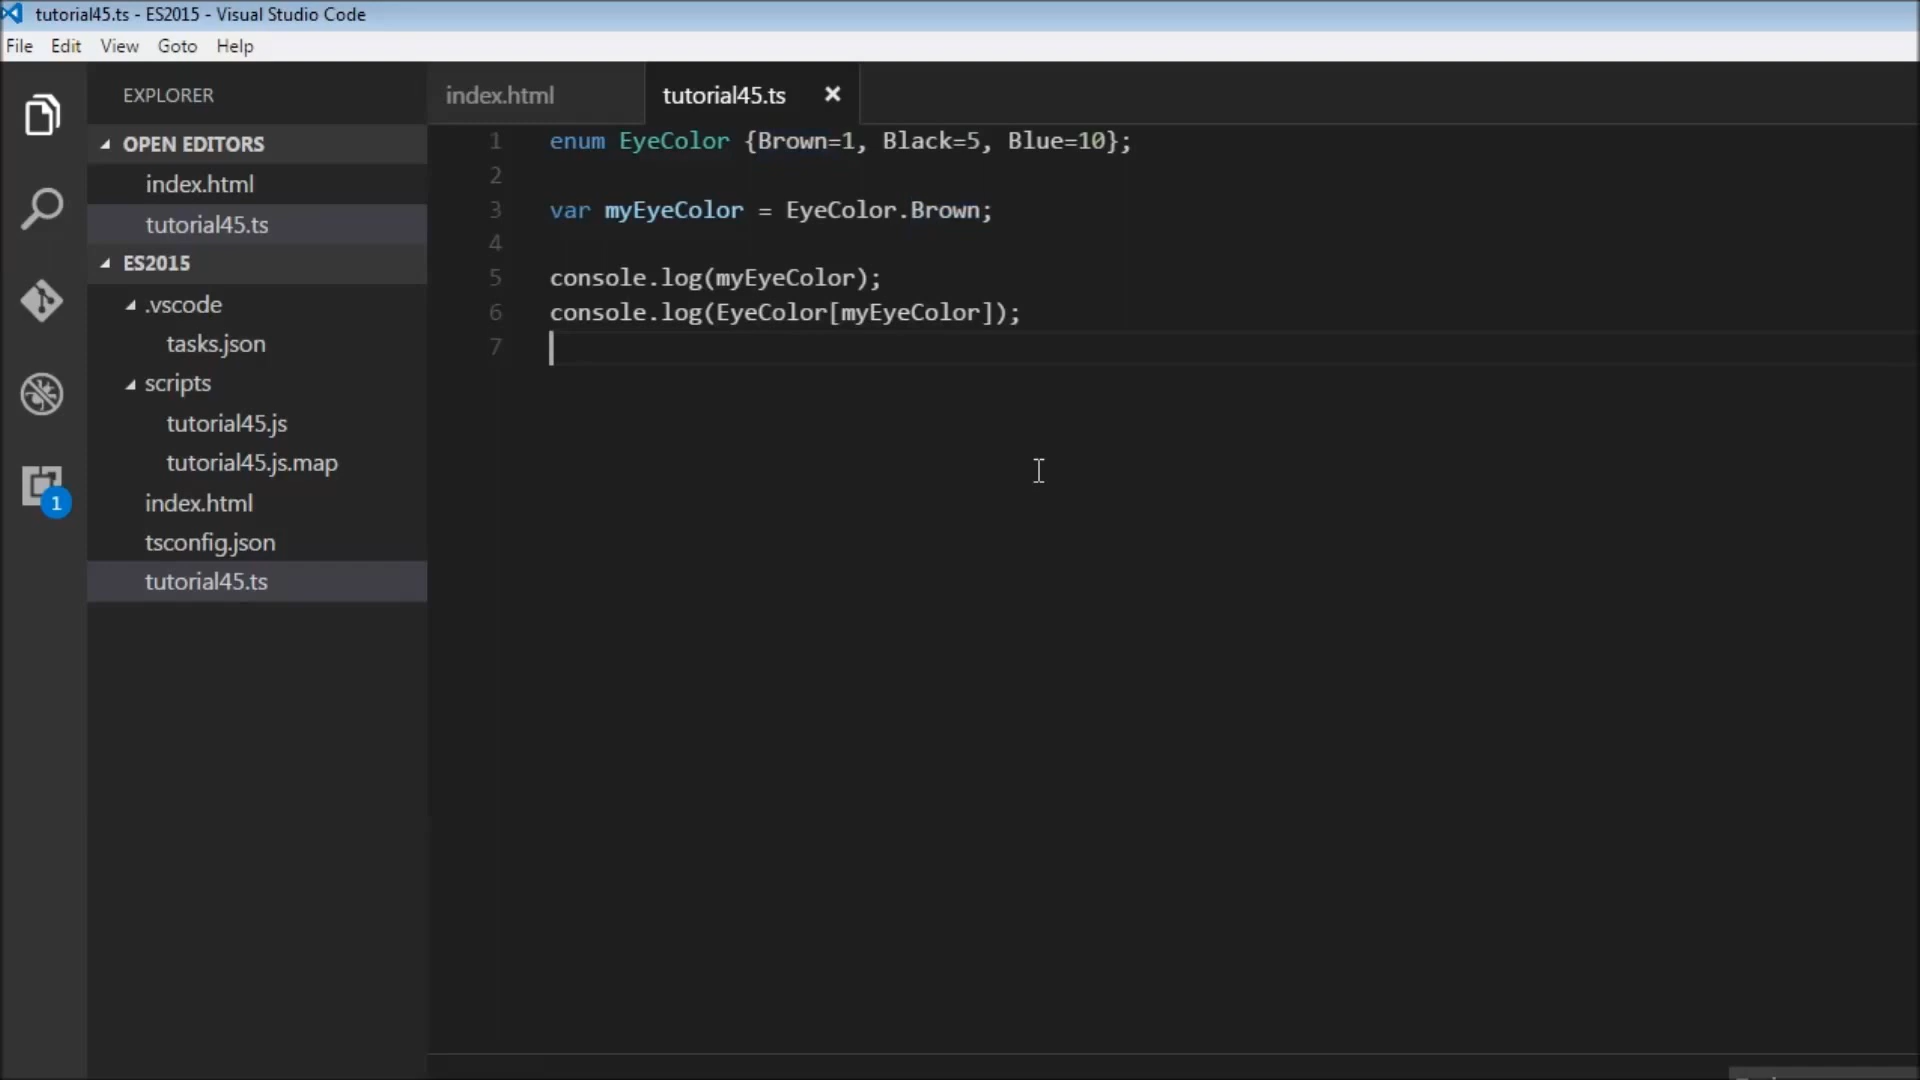 tutorial45.ts - ES2015 - Visual Studio Code
File Edit View Goto Help
EXPLORER
OPEN EDITORS
index.html
tutorial45.ts
ES2015
.vscode
tasks.json
scripts
tutorial45.js
tutorial45.js.map
index.html
tsconfig.json
tutorial45.ts
1
index.html tutorial45.ts
1 enum EyeColor {Brown=1, Black=5, Blue=10};
2
3 var myEyeColor = EyeColor.Brown;
4
5 console.log(myEyeColor);
6 console.log(EyeColor[myEyeColor]);
7